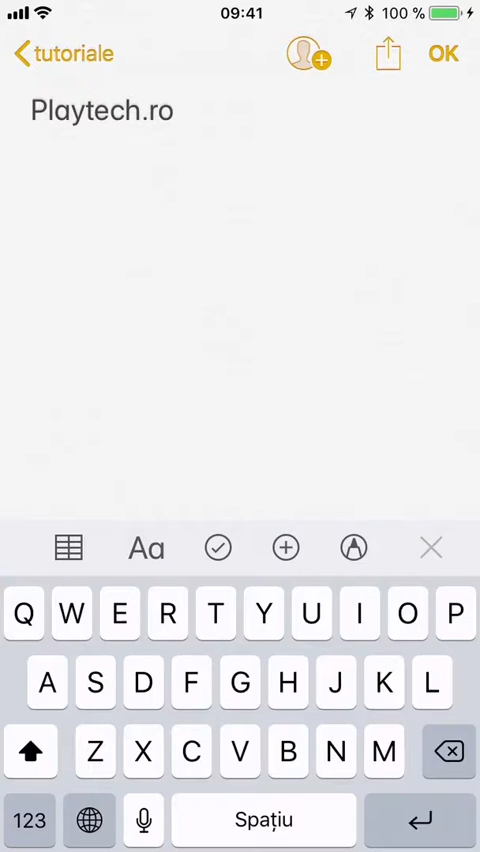 09:41
100 %
tutoriale
OK
Playtech.ro
Aa
Q W E R T Y U I O P
A S D F G H J K L
Z X C V B N M
123
Spațiu